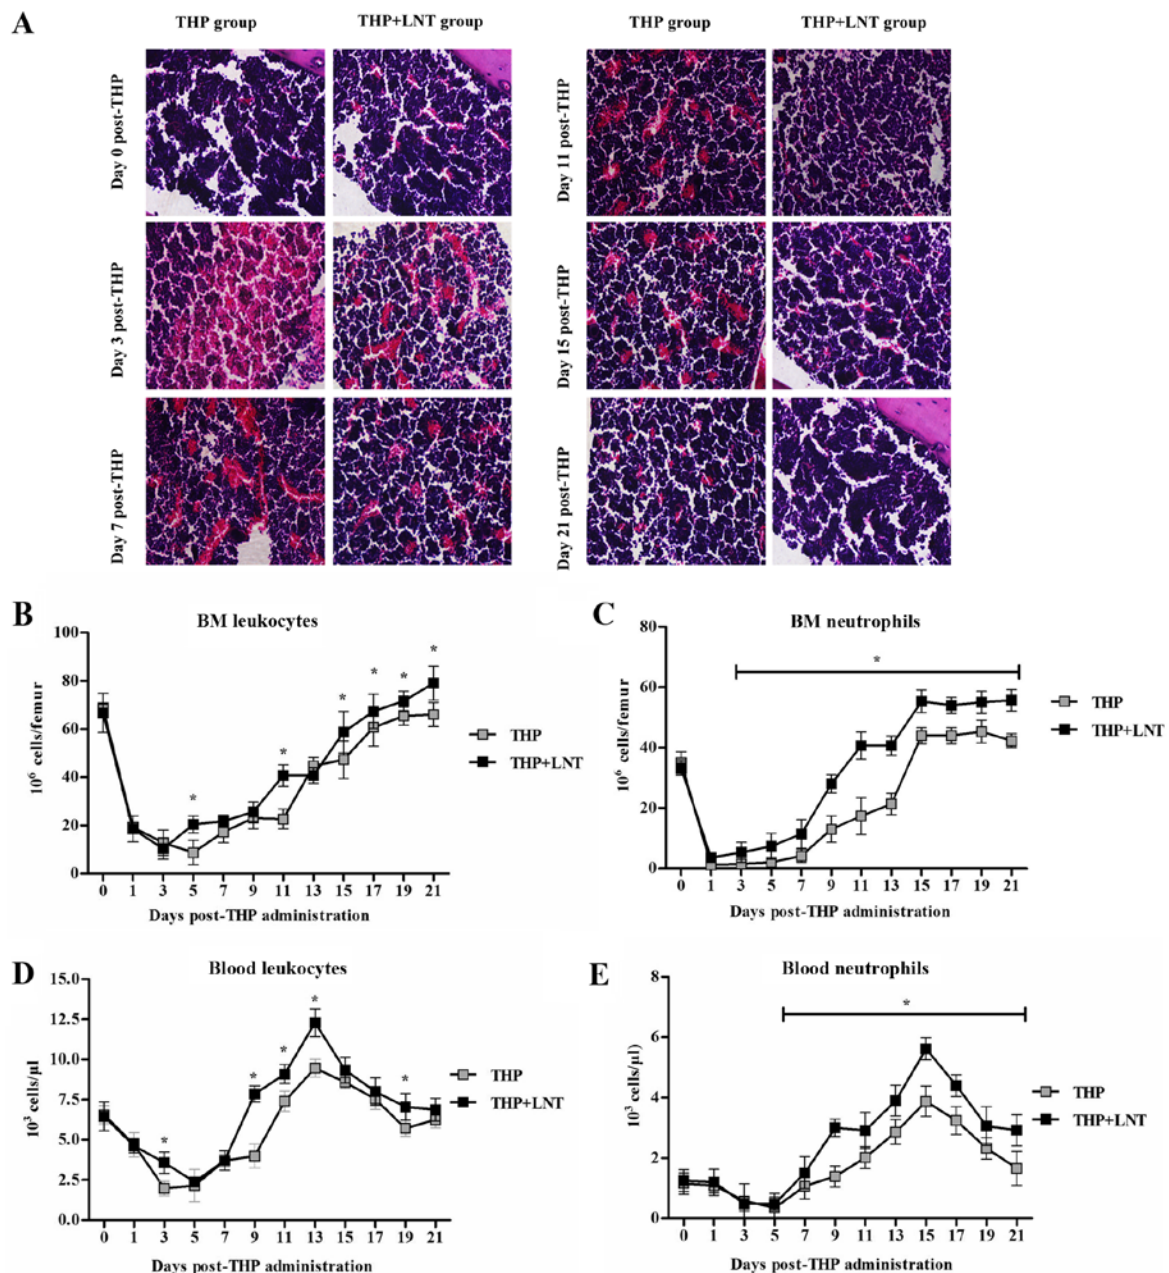 A
THP group
THP+LNT group
THP group
THP+LNT group
Day 0 post-THP
Day 11 post-THP
Day 3 post-THP
Day 15 post-THP
Day 7 post-THP
Day 21 post-THP
B
BM leukocytes
100
80
60
40
20
0
10⁶ cells/femur
* * * * * *
0 1 3 5 7 9 11 13 15 17 19 21
Days post-THP administration
THP
THP+LNT
C
BM neutrophils
80
60
40
20
0
10⁶ cells/femur
*
0 1 3 5 7 9 11 13 15 17 19 21
Days post-THP administration
THP
THP+LNT
D
Blood leukocytes
15.0
12.5
10.0
7.5
5.0
2.5
0.0
10³ cells/µl
* * * * *
0 1 3 5 7 9 11 13 15 17 19 21
Days post-THP administration
THP
THP+LNT
E
Blood neutrophils
8
6
4
2
0
10³ cells/µl)
*
0 1 3 5 7 9 11 13 15 17 19 21
Days post-THP administration
THP
THP+LNT